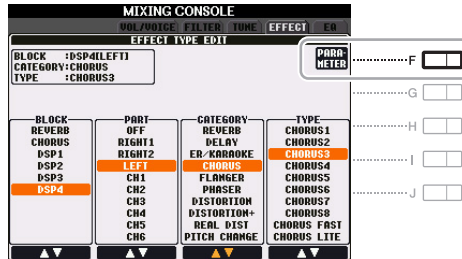 MIXING CONSOLE
VOL/VOICE FILTER TUNE EFFECT EQ
EFFECT TYPE EDIT
BLOCK :DSP4[LEFT]
CATEGORY:CHORUS
TYPE :CHORUS3
PARA-
METER
F
G
H
I
J
BLOCK PART CATEGORY TYPE
REVERB OFF REVERB CHORUS1
CHORUS RIGHT1 DELAY CHORUS2
DSP1 RIGHT2 ER/KARAOKE CHORUS3
DSP2 LEFT CHORUS CHORUS4
DSP3 CH1 FLANGER CHORUS5
DSP4 CH2 PHASER CHORUS6
CH3 DISTORTION CHORUS7
CH4 DISTORTION+ CHORUS8
CH5 REAL DIST CHORUS FAST
CH6 PITCH CHANGE CHORUS LITE